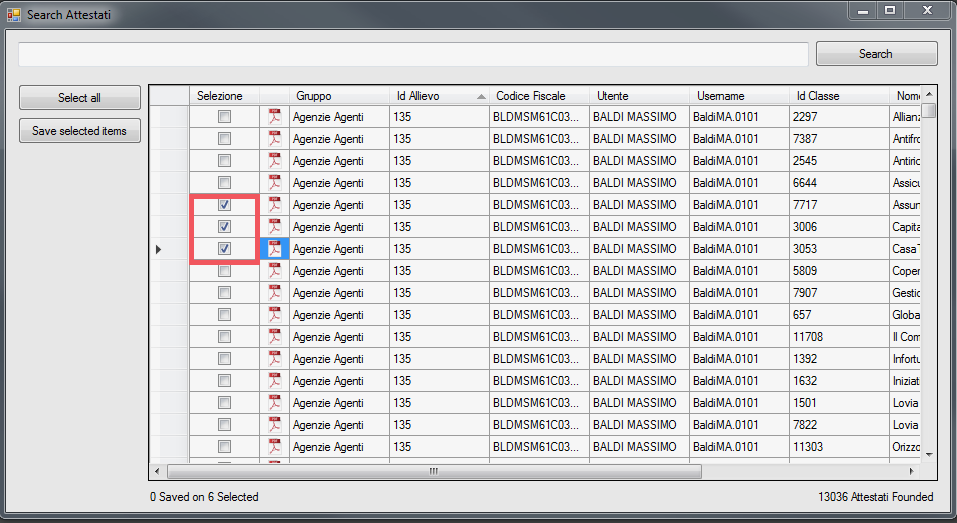 Search Attestati
Search
Select all
Save selected items
Selezione Gruppo Id Allievo Codice Fiscale Utente Username Id Classe Nome
Agenzie Agenti 135 BLDMSM61C03... BALDI MASSIMO BaldiMA.0101 2297 Allianz
Agenzie Agenti 135 BLDMSM61C03... BALDI MASSIMO BaldiMA.0101 7387 Antifro
Agenzie Agenti 135 BLDMSM61C03... BALDI MASSIMO BaldiMA.0101 2545 Antiric
Agenzie Agenti 135 BLDMSM61C03... BALDI MASSIMO BaldiMA.0101 6644 Assicu
Agenzie Agenti 135 BLDMSM61C03... BALDI MASSIMO BaldiMA.0101 7717 Assun
Agenzie Agenti 135 BLDMSM61C03... BALDI MASSIMO BaldiMA.0101 3006 Capita
Agenzie Agenti 135 BLDMSM61C03... BALDI MASSIMO BaldiMA.0101 3053 CasaT
Agenzie Agenti 135 BLDMSM61C03... BALDI MASSIMO BaldiMA.0101 5809 Coper
Agenzie Agenti 135 BLDMSM61C03... BALDI MASSIMO BaldiMA.0101 7907 Gestio
Agenzie Agenti 135 BLDMSM61C03... BALDI MASSIMO BaldiMA.0101 657 Globa
Agenzie Agenti 135 BLDMSM61C03... BALDI MASSIMO BaldiMA.0101 11708 Il Com
Agenzie Agenti 135 BLDMSM61C03... BALDI MASSIMO BaldiMA.0101 1392 Infortu
Agenzie Agenti 135 BLDMSM61C03... BALDI MASSIMO BaldiMA.0101 1632 Iniziat
Agenzie Agenti 135 BLDMSM61C03... BALDI MASSIMO BaldiMA.0101 1501 Lovia
Agenzie Agenti 135 BLDMSM61C03... BALDI MASSIMO BaldiMA.0101 7822 Lovia
Agenzie Agenti 135 BLDMSM61C03... BALDI MASSIMO BaldiMA.0101 11303 Orizzo
0 Saved on 6 Selected
13036 Attestati Founded